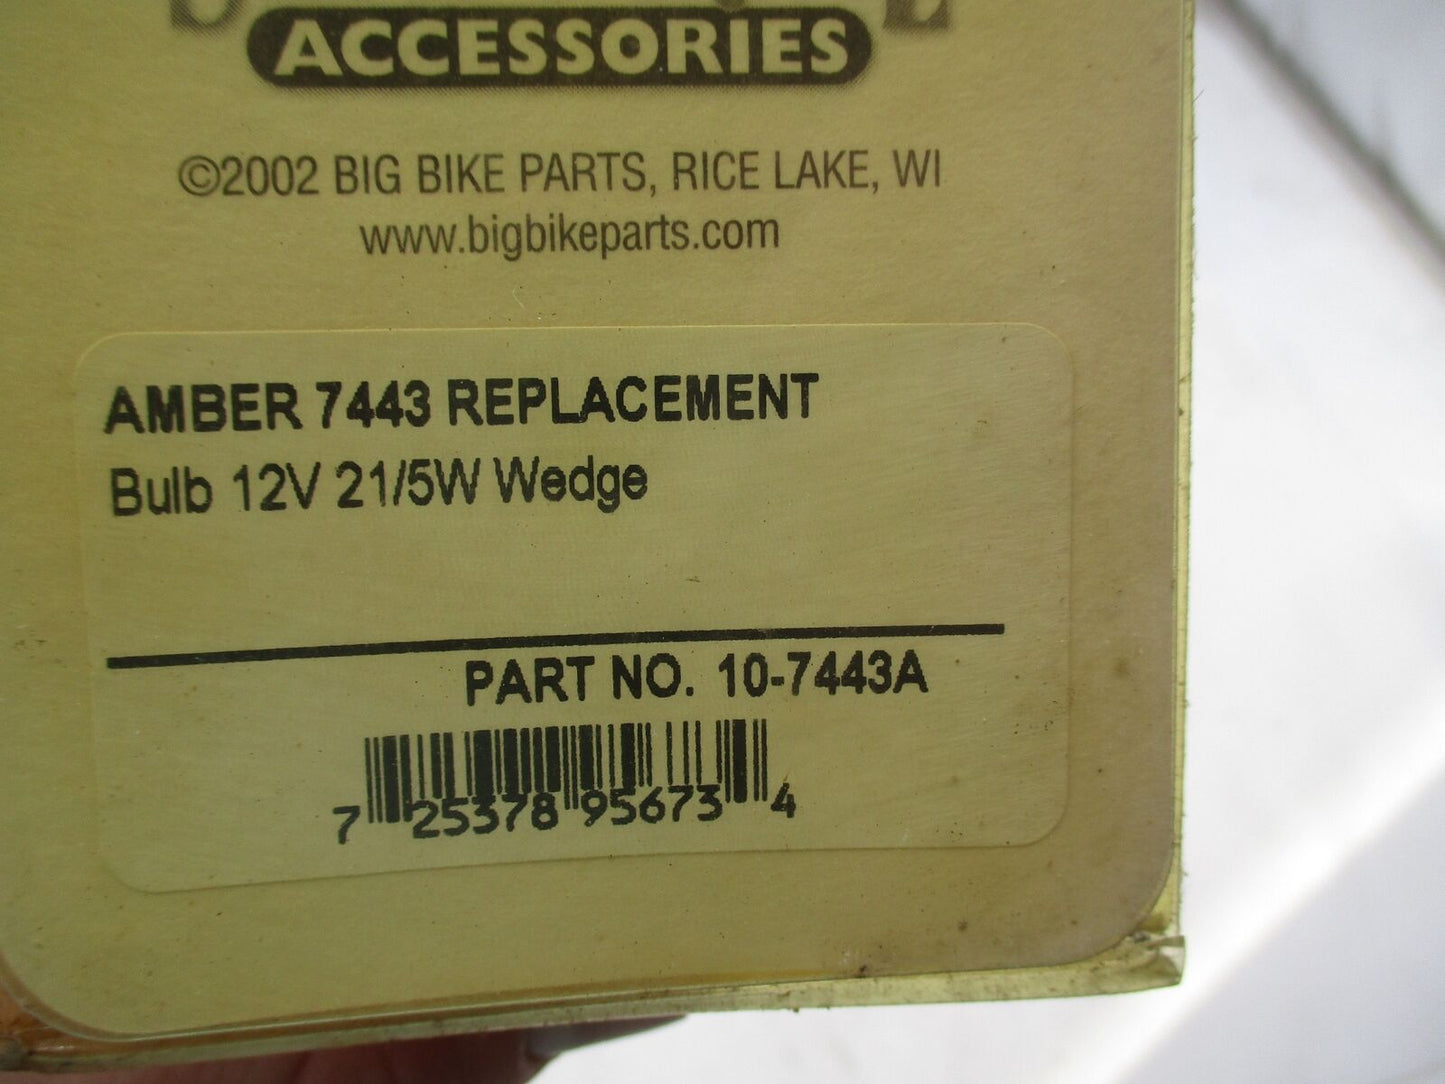 ACCESSORIES
©2002 BIG BIKE PARTS, RICE LAKE, WI
www.bigbikeparts.com
AMBER 7443 REPLACEMENT
Bulb 12V 21/5W Wedge
PART NO. 10-7443A
7 25378 95673 4